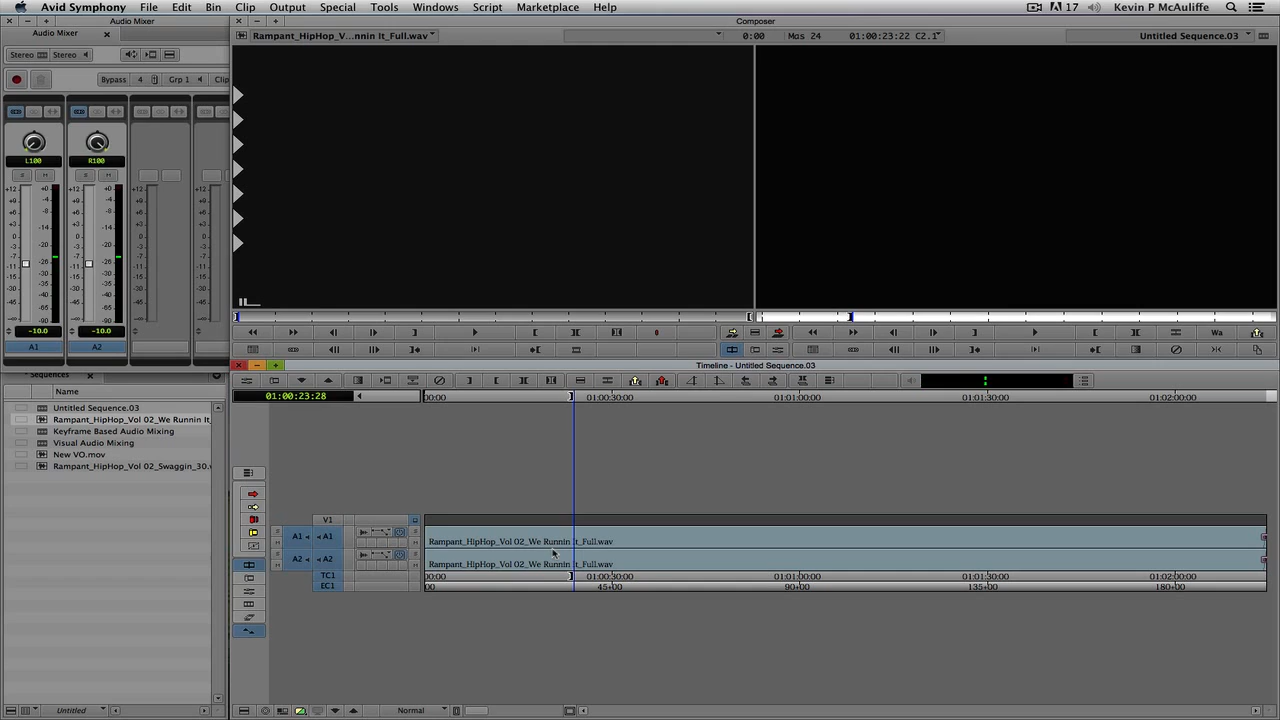 Avid Symphony File Edit Bin Clip Output Special Tools Windows Script Marketplace Help 17 Kevin P McAuliffe
Audio Mixer
Composer
Audio Mixer
Rampant_HipHop_V...nnin It_Full.wav 0:00 Mas 24 01:00:23:22 C2.1 Untitled Sequence.03
Stereo Stereo
Bypass 4 Grp 1 Clip
L100 R100
S M S M
-10.0 -10.0
A1 A2
Wa
Timeline - Untitled Sequence.03
Sequences
Name
01:00:23:28 00:00 01:00:30:00 01:01:00:00 01:01:30:00 01:02:00:00
Untitled Sequence.03
Rampant_HipHop_Vol 02_We Runnin It_
Keyframe Based Audio Mixing
Visual Audio Mixing
New VO.mov
Rampant_HipHop_Vol 02_Swaggin_30.
V1
A1 A1 Rampant_HipHop_Vol 02_We Runnin It_Full.wav
A2 A2 Rampant_HipHop_Vol 02_We Runnin It_Full.wav
TC1 00:00 01:00:30:00 01:01:00:00 01:01:30:00 01:02:00:00
EC1 00 45+00 90+00 135+00 180+00
Untitled Normal